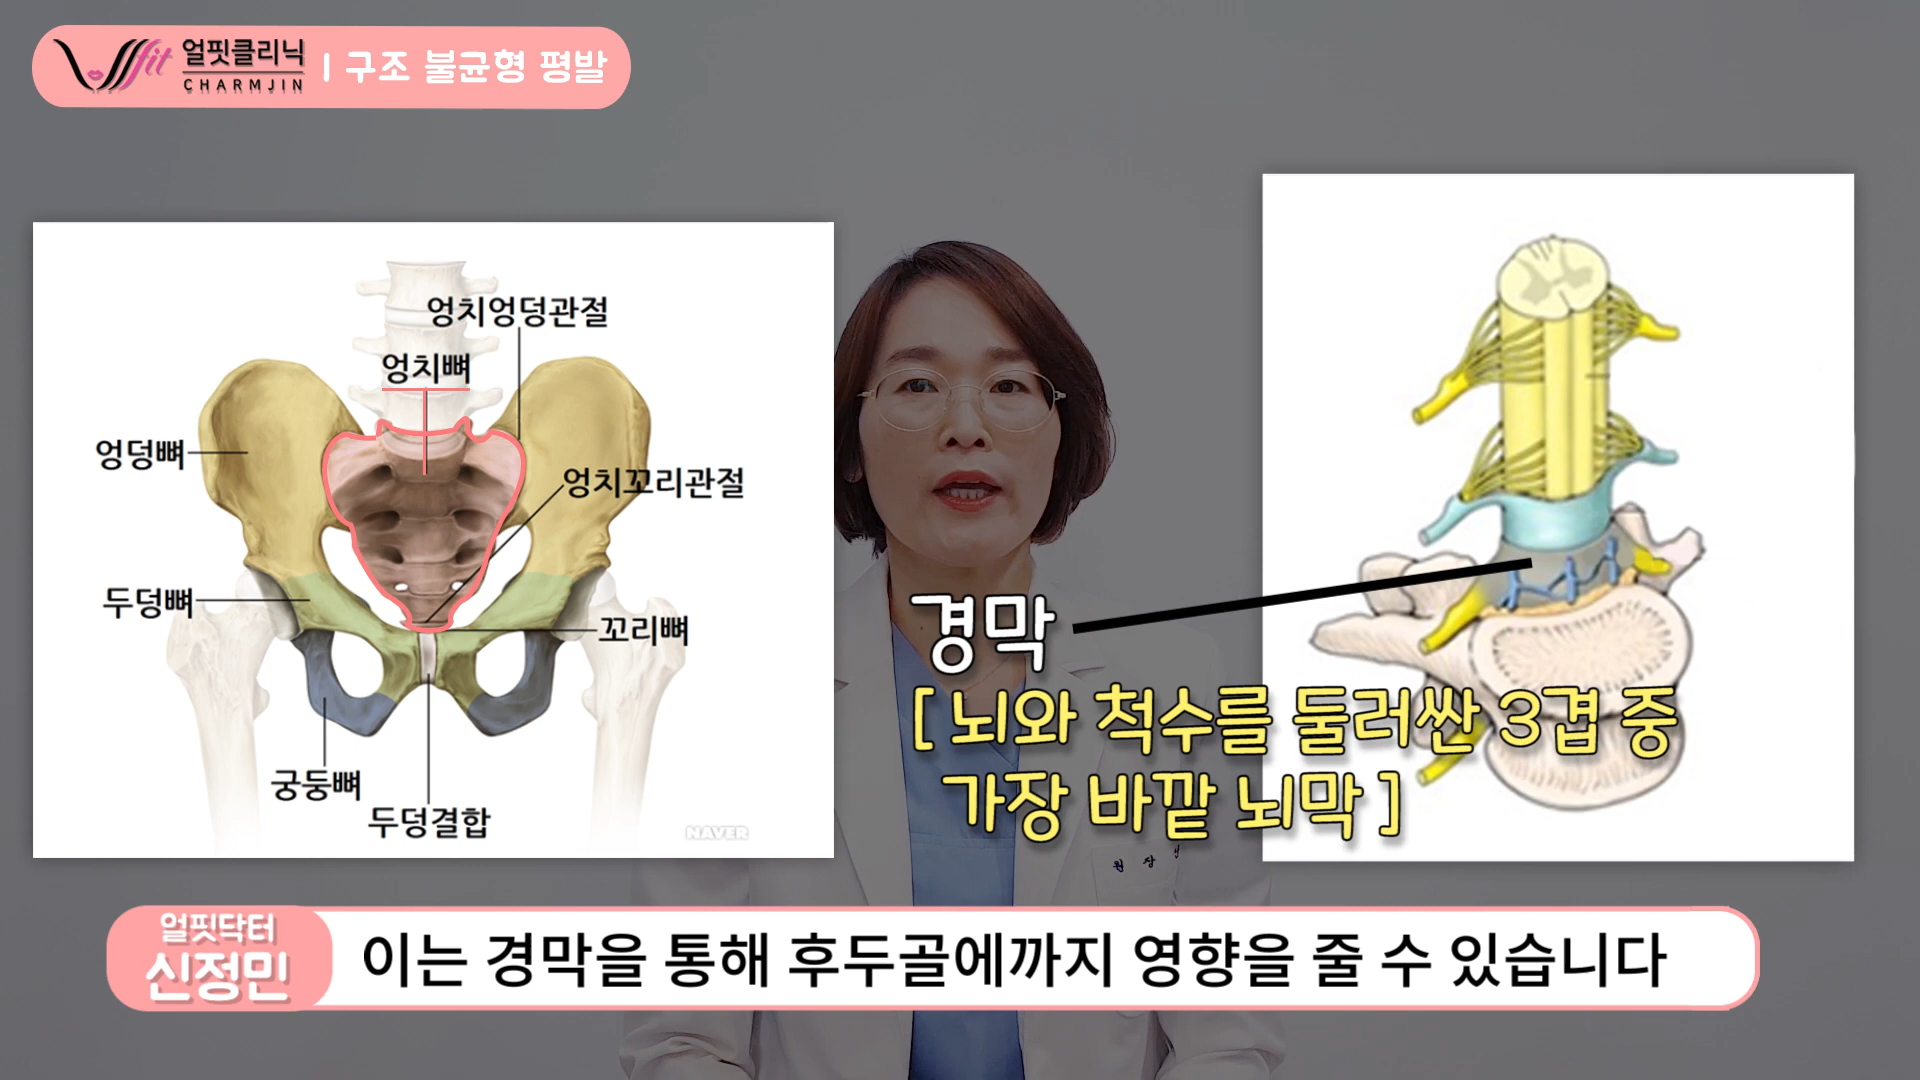 fit 얼핏클리닉
CHARMJIN
| 구조 불균형 평발
엉치엉덩관절
엉치뼈
엉덩뼈
엉치꼬리관절
두덩뼈
꼬리뼈
궁둥뼈
두덩결합
NAVER
경막
[ 뇌와 척수를 둘러싼 3겹 중
가장 바깥 뇌막 ]
원 장
얼핏닥터
신정민
이는 경막을 통해 후두골에까지 영향을 줄 수 있습니다